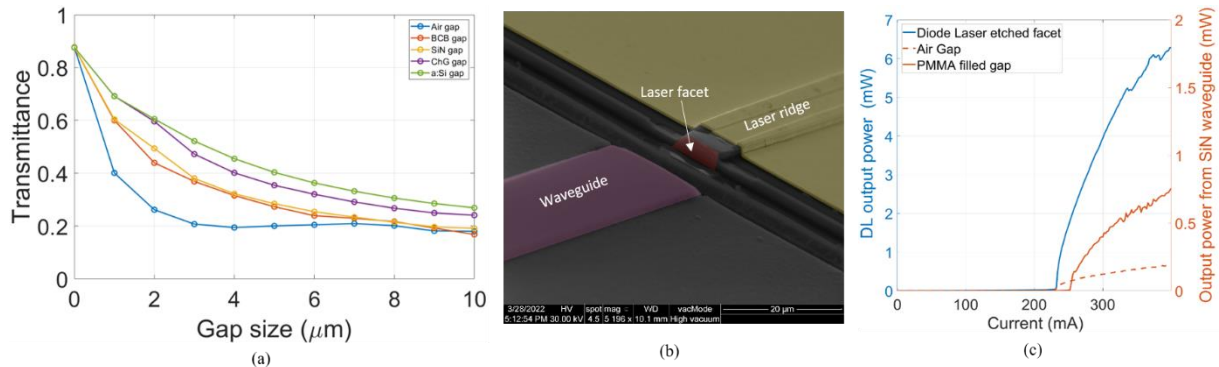 1
0.8
0.6
0.4
0.2
0
0 2 4 6 8 10
Transmittance
Gap size (μm)
Air gap
BCB gap
SiN gap
ChG gap
a:Si gap
(a)
Laser facet
Laser ridge
Waveguide
3/28/2022 HV spot mag WD vacMode
5:12:54 PM 30.00 kV 4.5 5 196 x 10.1 mm High vacuum
20 μm
(b)
7
6
5
4
3
2
1
0
DL output power (mW)
Diode Laser etched facet
Air Gap
PMMA filled gap
0 100 200 300
Current (mA)
2
1.5
1
0.5
0
Output power from SiN waveguide (mW)
(c)